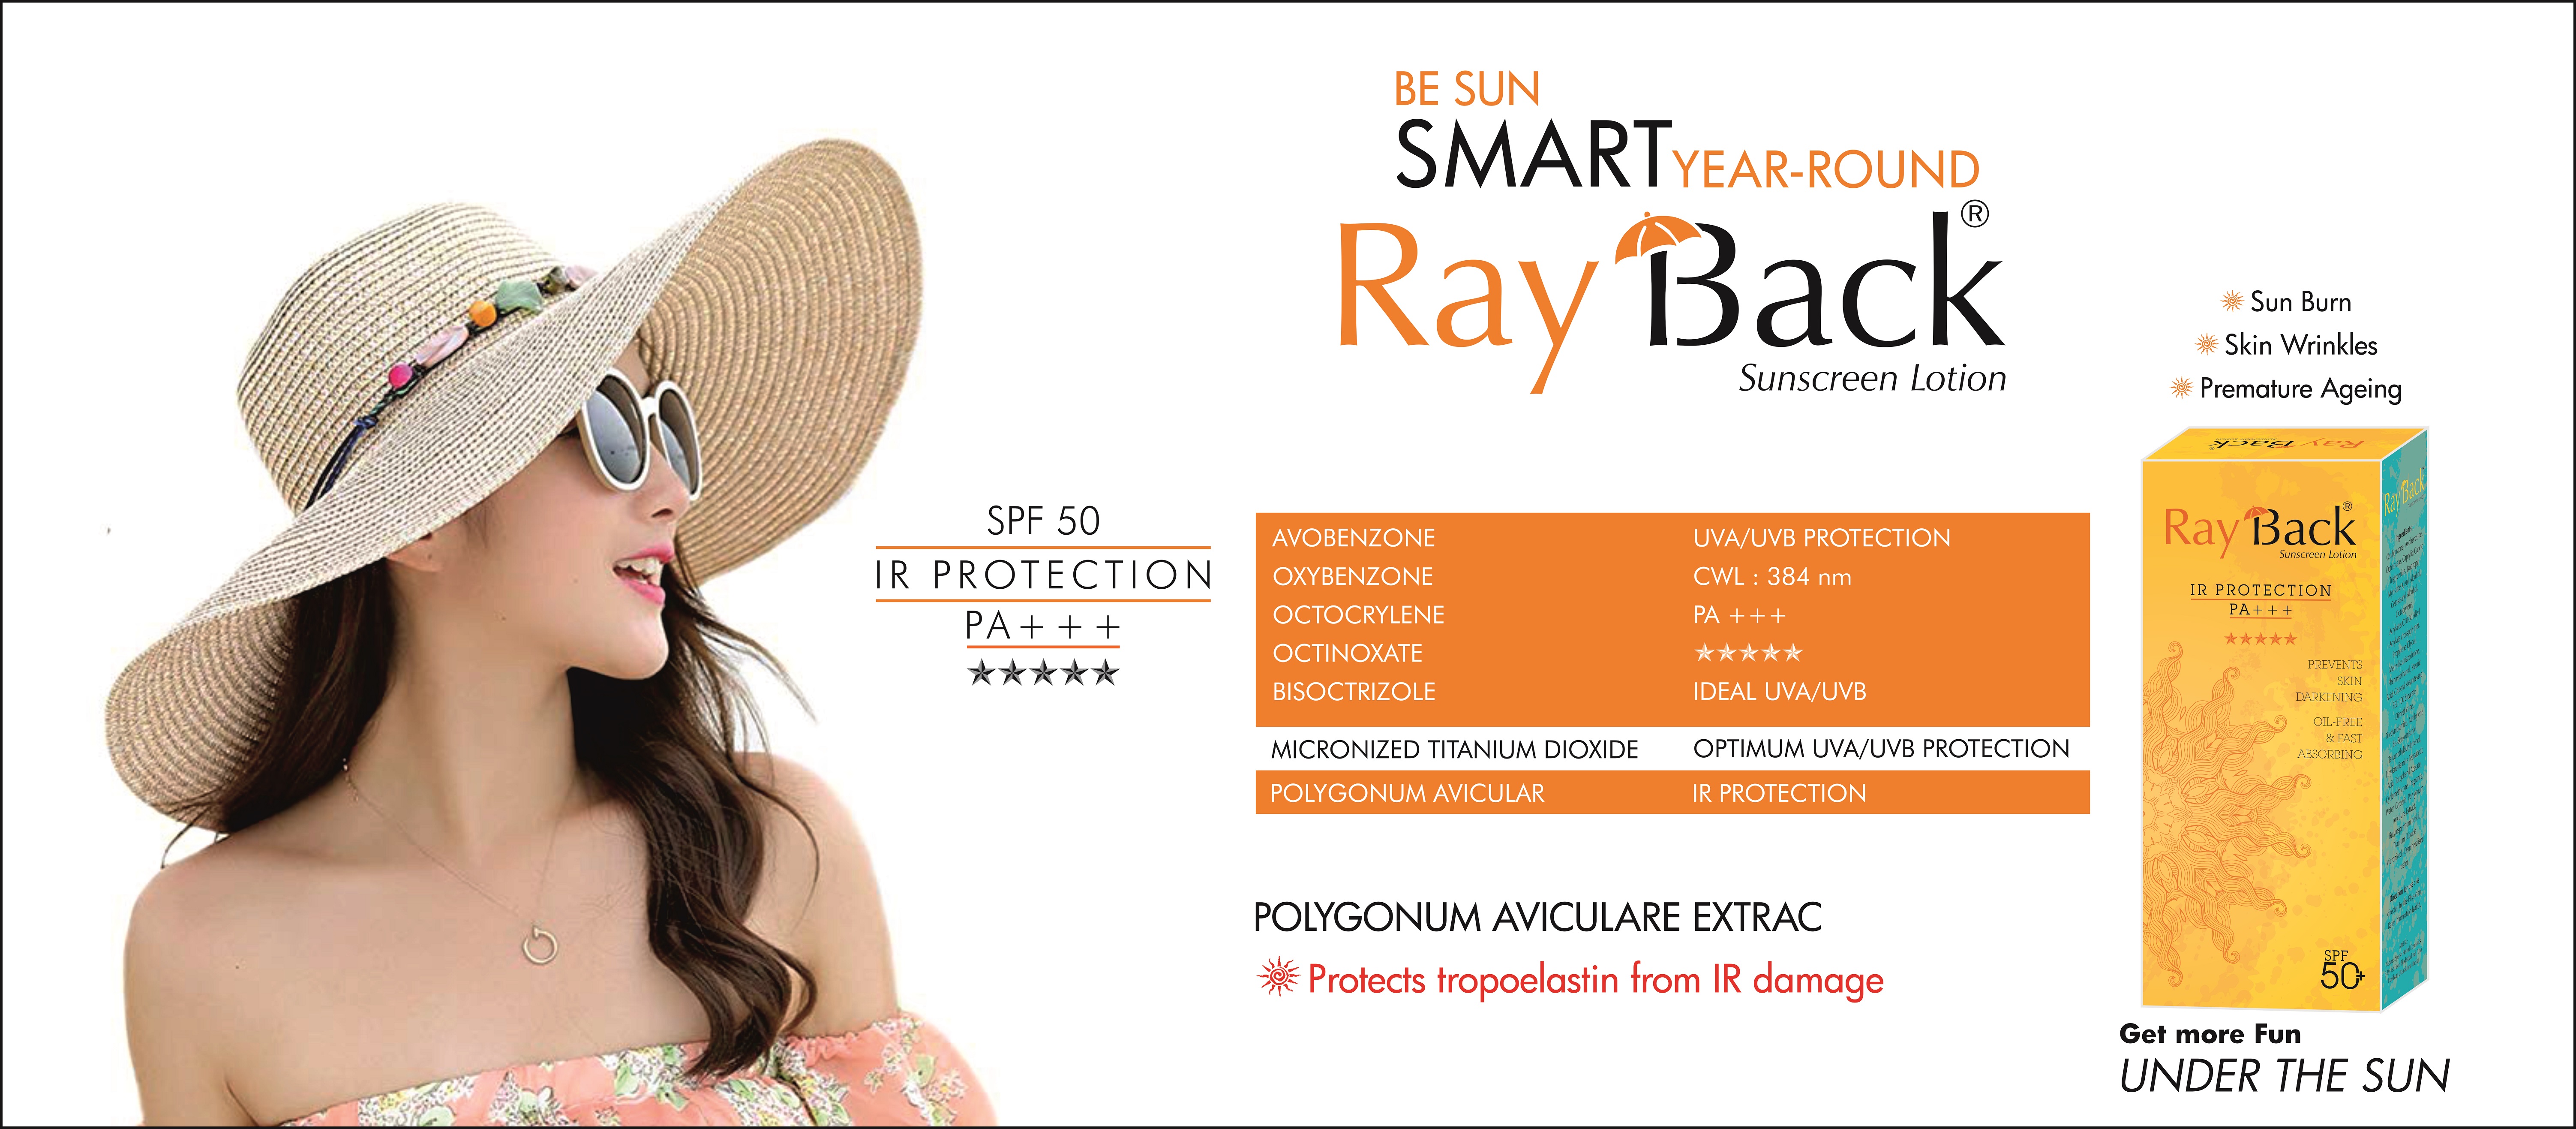 BE SUN
SMART YEAR-ROUND
Ray Back®
Sunscreen Lotion
SPF 50
IR PROTECTION
PA+++
★★★★★
AVOBENZONE UVA/UVB PROTECTION
OXYBENZONE CWL : 384 nm
OCTOCRYLENE PA +++
OCTINOXATE ★★★★★
BISOCTRIZOLE IDEAL UVA/UVB
MICRONIZED TITANIUM DIOXIDE OPTIMUM UVA/UVB PROTECTION
POLYGONUM AVICULAR IR PROTECTION
POLYGONUM AVICULARE EXTRAC
Protects tropoelastin from IR damage
Sun Burn
Skin Wrinkles
Premature Ageing
Ray Back
Ray Back®
Sunscreen Lotion
IR PROTECTION
PA+++
★★★★★
PREVENTS
SKIN
DARKENING
OIL-FREE
& FAST
ABSORBING
SPF
50+
Ray Back
Get more Fun
UNDER THE SUN